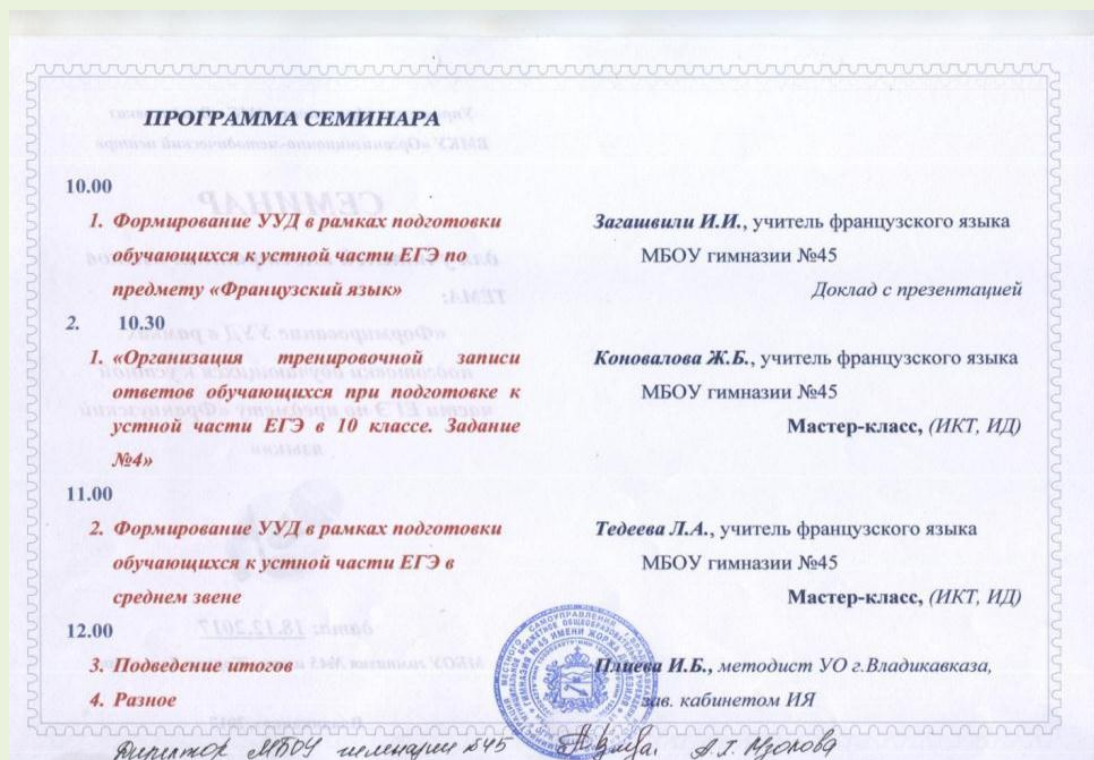 ПРОГРАММА СЕМИНАРА
10.00
1. Формирование УУД в рамках подготовки Загашвили И.И., учитель французского языка
обучающихся к устной части ЕГЭ по МБОУ гимназии №45
предмету «Французский язык» Доклад с презентацией
2. 10.30
1. «Организация тренировочной записи Коновалова Ж.Б., учитель французского языка
ответов обучающихся при подготовке к МБОУ гимназии №45
устной части ЕГЭ в 10 классе. Задание Мастер-класс, (ИКТ, ИД)
№4»
11.00
2. Формирование УУД в рамках подготовки Тедеева Л.А., учитель французского языка
обучающихся к устной части ЕГЭ в МБОУ гимназии №45
среднем звене Мастер-класс, (ИКТ, ИД)
12.00
3. Подведение итогов И.Б., методист УО г.Владикавказа,
4. Разное зав. кабинетом ИЯ
Директор МБОУ гимназии №45